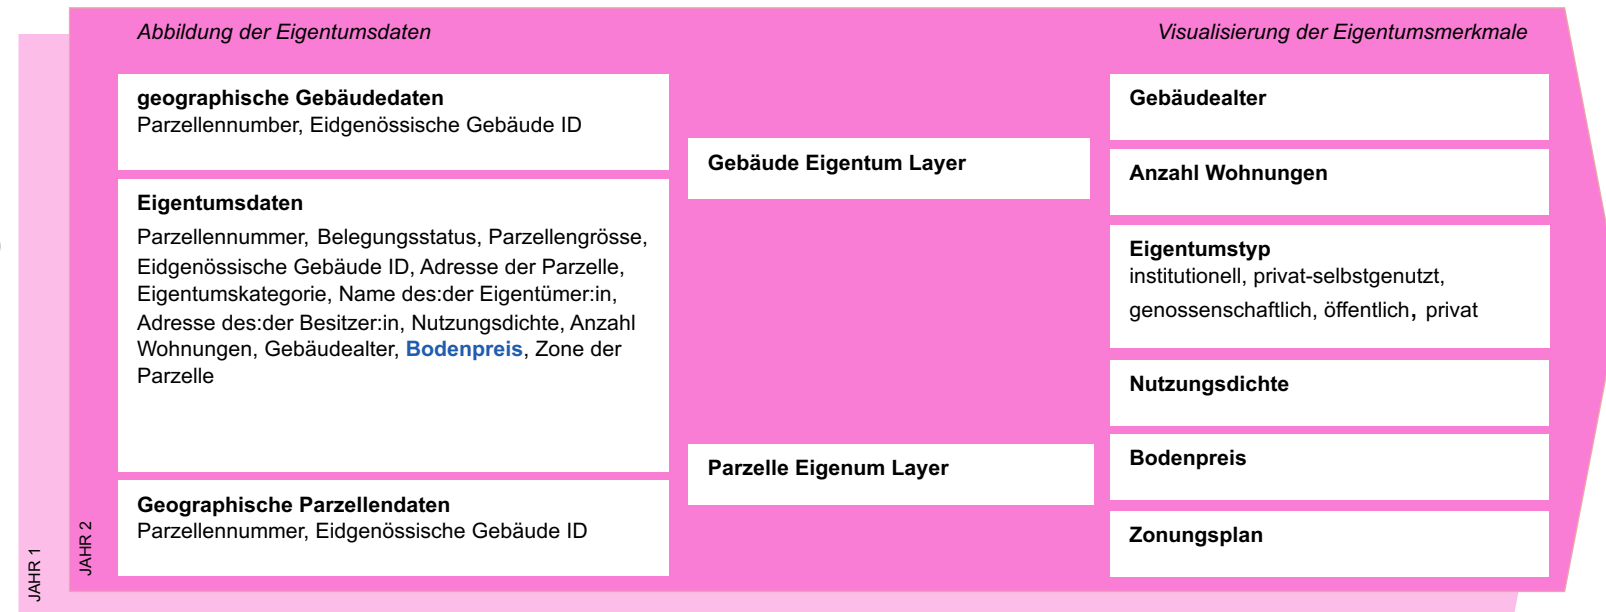 Abbildung der Eigentumsdaten
Visualisierung der Eigentumsmerkmale
geographische Gebäudedaten
Parzellennumber, Eidgenössische Gebäude ID
Eigentumsdaten
Parzellennummer, Belegungsstatus, Parzellengrösse,
Eidgenössische Gebäude ID, Adresse der Parzelle,
Eigentumskategorie, Name des:der Eigentümer:in,
Adresse des:der Besitzer:in, Nutzungsdichte, Anzahl
Wohnungen, Gebäudealter, Bodenpreis, Zone der
Parzelle
Geographische Parzellendaten
Parzellennummer, Eidgenössische Gebäude ID
Gebäude Eigentum Layer
Parzelle Eigenum Layer
Gebäudealter
Anzahl Wohnungen
Eigentumstyp
institutionell, privat-selbstgenutzt,
genossenschaftlich, öffentlich, privat
Nutzungsdichte
Bodenpreis
Zonungsplan
JAHR 1
JAHR 2